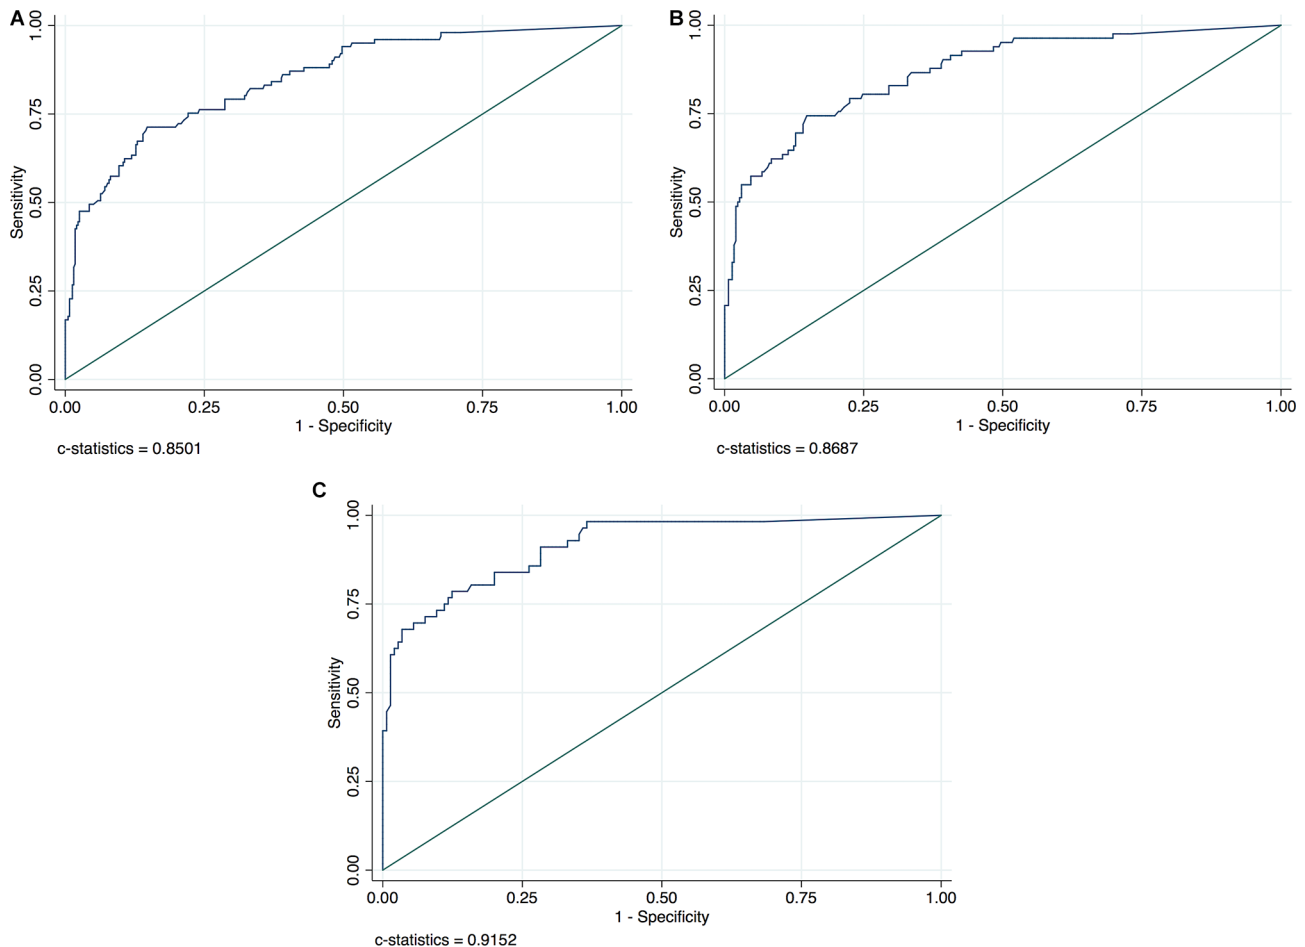 A
Sensitivity
1.00
0.75
0.50
0.25
0.00
0.00 0.25 0.50 0.75 1.00
1 - Specificity
c-statistics = 0.8501
B
Sensitivity
1.00
0.75
0.50
0.25
0.00
0.00 0.25 0.50 0.75 1.00
1 - Specificity
c-statistics = 0.8687
C
Sensitivity
1.00
0.75
0.50
0.25
0.00
0.00 0.25 0.50 0.75 1.00
1 - Specificity
c-statistics = 0.9152